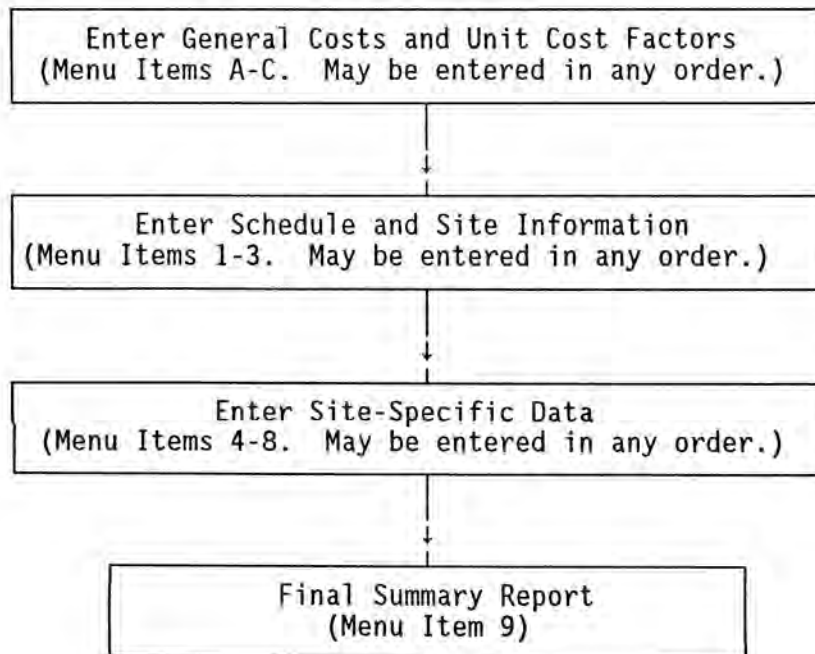 Enter General Costs and Unit Cost Factors
(Menu Items A-C.  May be entered in any order.)
Enter Schedule and Site Information
(Menu Items 1-3.  May be entered in any order.)
Enter Site-Specific Data
(Menu Items 4-8.  May be entered in any order.)
Final Summary Report
(Menu Item 9)